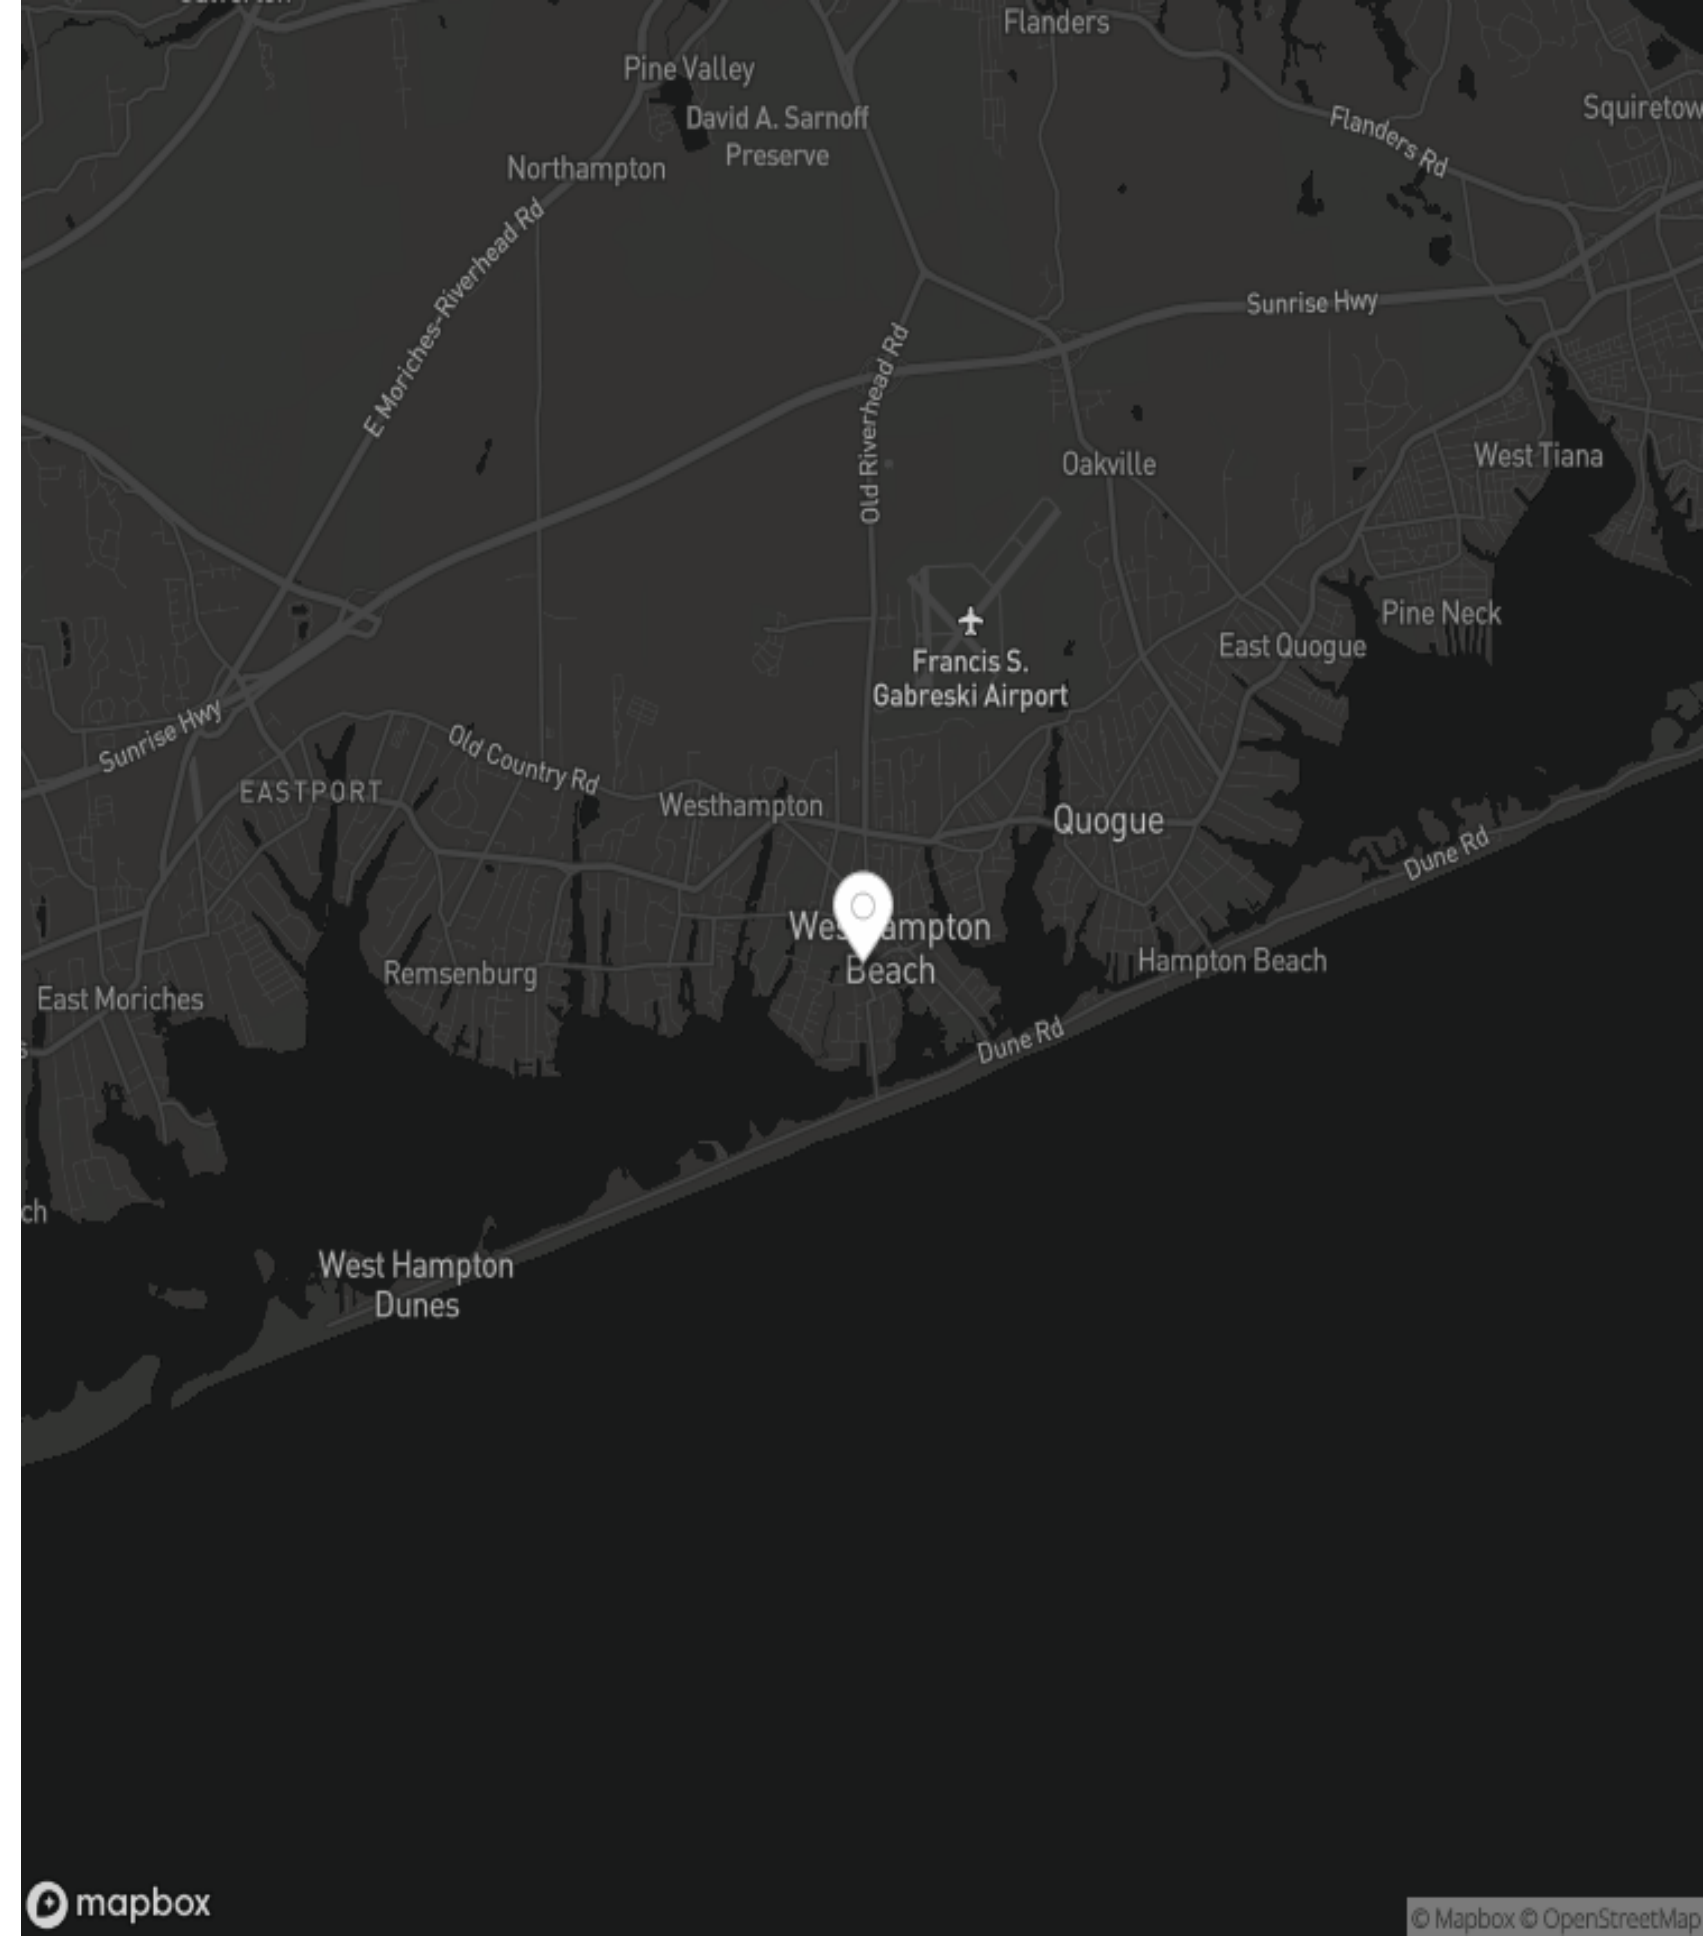 Flanders
Pine Valley
David A. Sarnoff
Preserve
Squiretow
Flanders Rd
Northampton
E Moriches-Riverhead Rd
Sunrise Hwy
Old Riverhead Rd
Oakville
West Tiana
Pine Neck
East Quogue
Francis S.
Gabreski Airport
Sunrise Hwy
Old Country Rd
EASTPORT
Westhampton
Quogue
Dune Rd
Wes ampton
Beach
Hampton Beach
Remsenburg
East Moriches
Dune Rd
ch
West Hampton
Dunes
mapbox
© Mapbox © OpenStreetMap